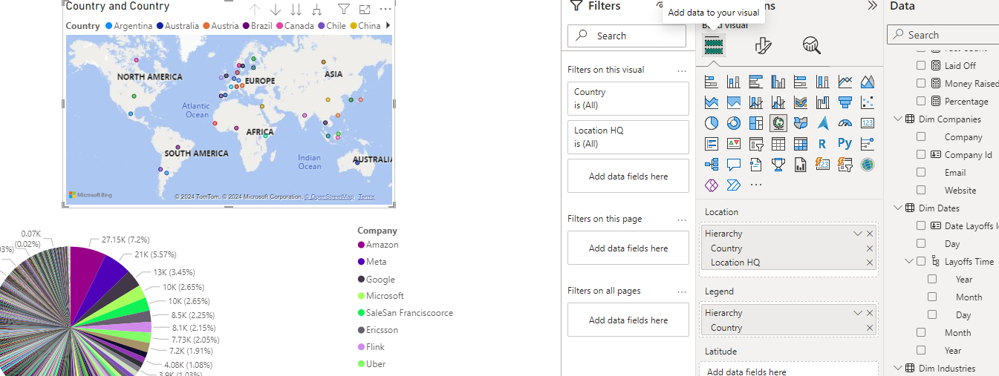 Country and Country
Country Argentina Australia Austria Brazil Canada Chile China
NORTH AMERICA
EUROPE
ASIA
Atlantic
Ocean
AFRICA
SOUTH AMERICA
Indian
Ocean
AUSTRALIA
Microsoft Bing
© 2024 TomTom, © 2024 Microsoft Corporation, © OpenStreetMap Terms
0.07K
(0.02%)
27.15K (7.2%)
21K (5.57%)
13K (3.45%)
10K (2.65%)
10K (2.65%)
8.5K (2.25%)
8.1K (2.15%)
7.73K (2.05%)
7.2K (1.91%)
4.08K (1.08%)
3.9K (1.03%)
Company
Amazon
Meta
Google
Microsoft
SaleSan Franciscoorce
Ericsson
Flink
Uber
Filters
Search
Filters on this visual ...
Country
is (All)
Location HQ
is (All)
Add data fields here
Filters on this page ...
Add data fields here
Filters on all pages ...
Add data fields here
Add data to your visual
Build visual
R
Py
123
123
...
Location
Hierarchy
Country
Location HQ
Legend
Hierarchy
Country
Latitude
Add data fields here
Data
Search
Laid Off
Money Raised
Percentage
Dim Companies
Company
Company Id
Email
Website
Dim Dates
Date Layoffs
Day
Layoffs Time
Year
Month
Day
Month
Year
Dim Industries